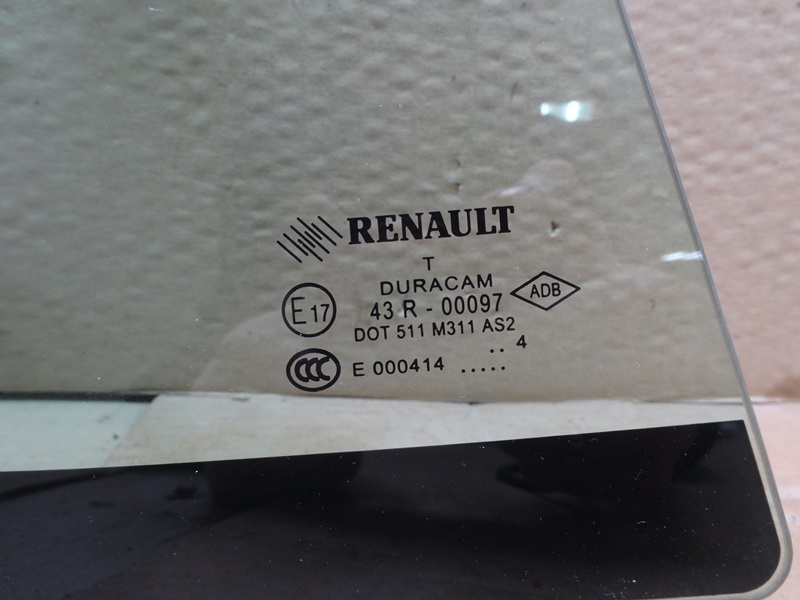 RENAULT
T
DURACAM
E17 43 R - 00097 ADB
DOT 511 M311 AS2
.. 4
CCC E 000414 .....